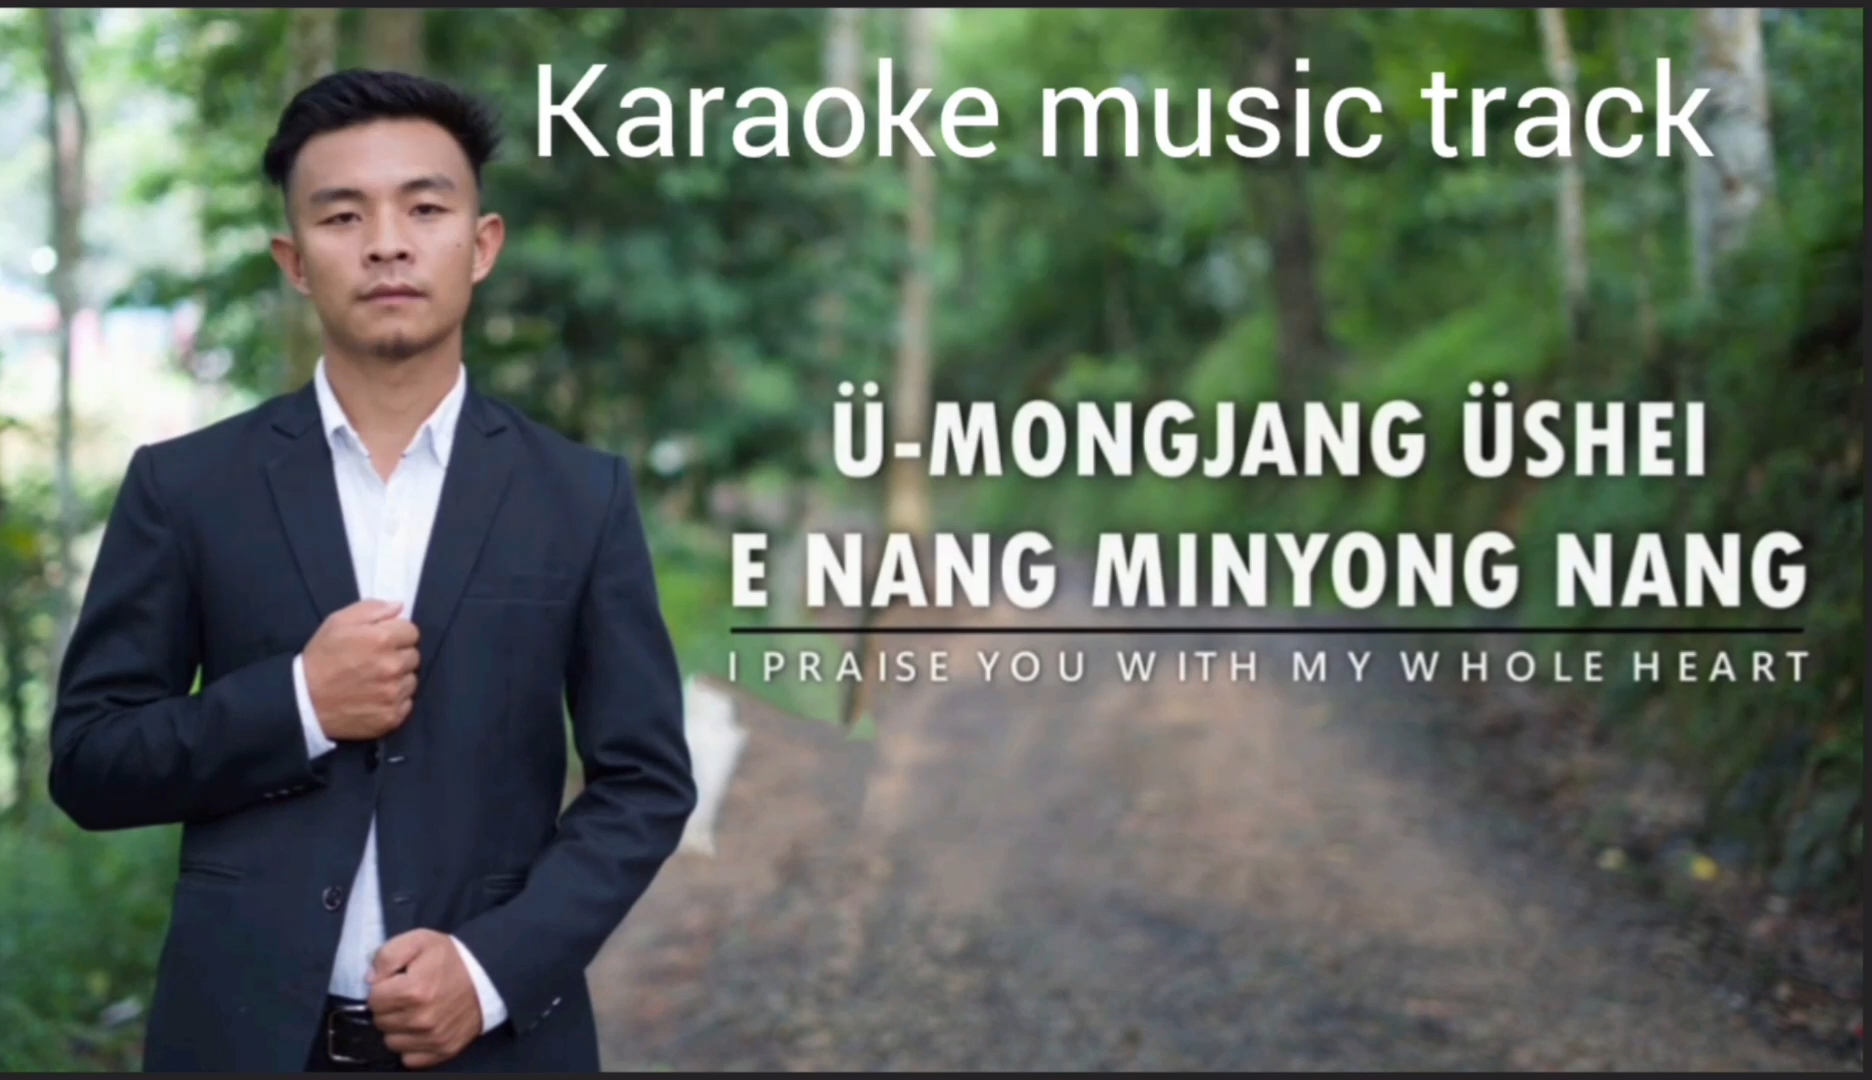 Karaoke music track
Ü-MONGJANG ÜSHEI
E NANG MINYONG NANG
I PRAISE YOU WITH MY WHOLE HEART